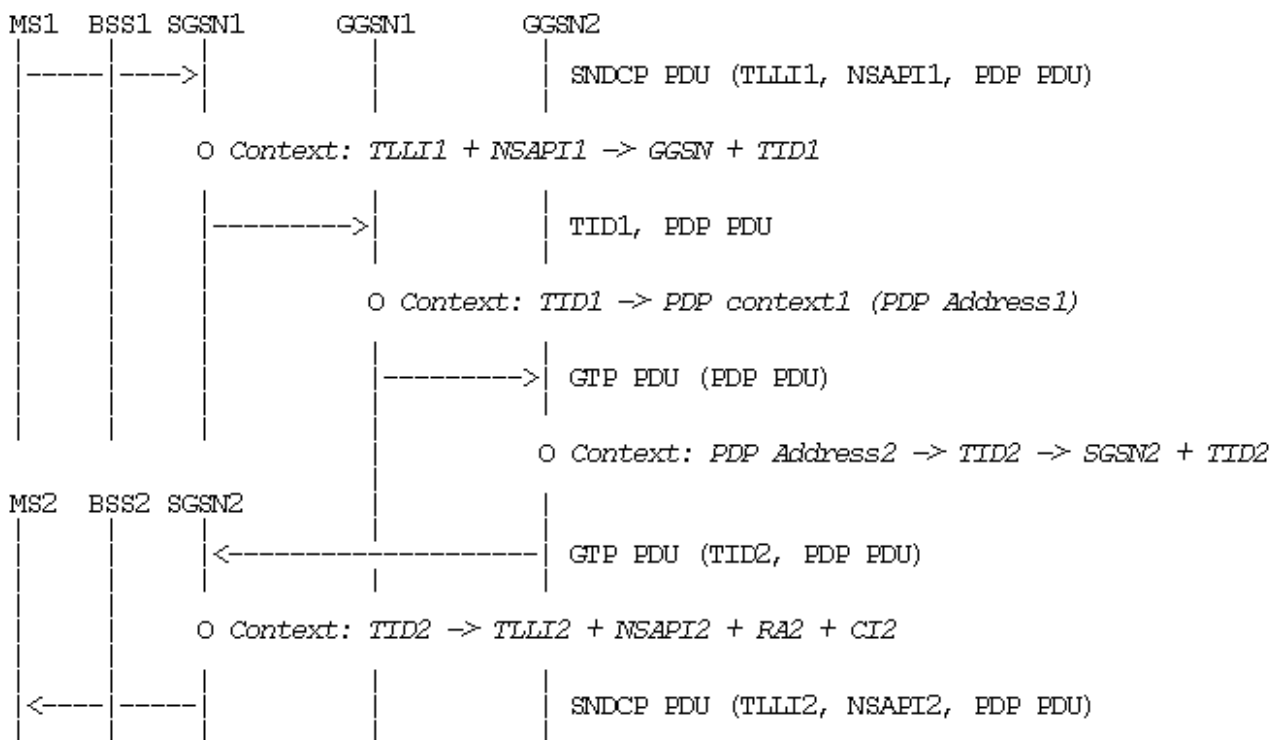 MS1 BSS1 SGSN1 GGSN1 GGSN2
SNDCP PDU (TLLI1, NSAPI1, PDP PDU)
O Context: TLLI1 + NSAPI1 -> GGSN + TID1
TID1, PDP PDU
O Context: TID1 -> PDP context1 (PDP Address1)
GTP PDU (PDP PDU)
O Context: PDP Address2 -> TID2 -> SGSN2 + TID2
MS2 BSS2 SGSN2
GTP PDU (TID2, PDP PDU)
O Context: TID2 -> TLLI2 + NSAPI2 + RA2 + CI2
SNDCP PDU (TLLI2, NSAPI2, PDP PDU)